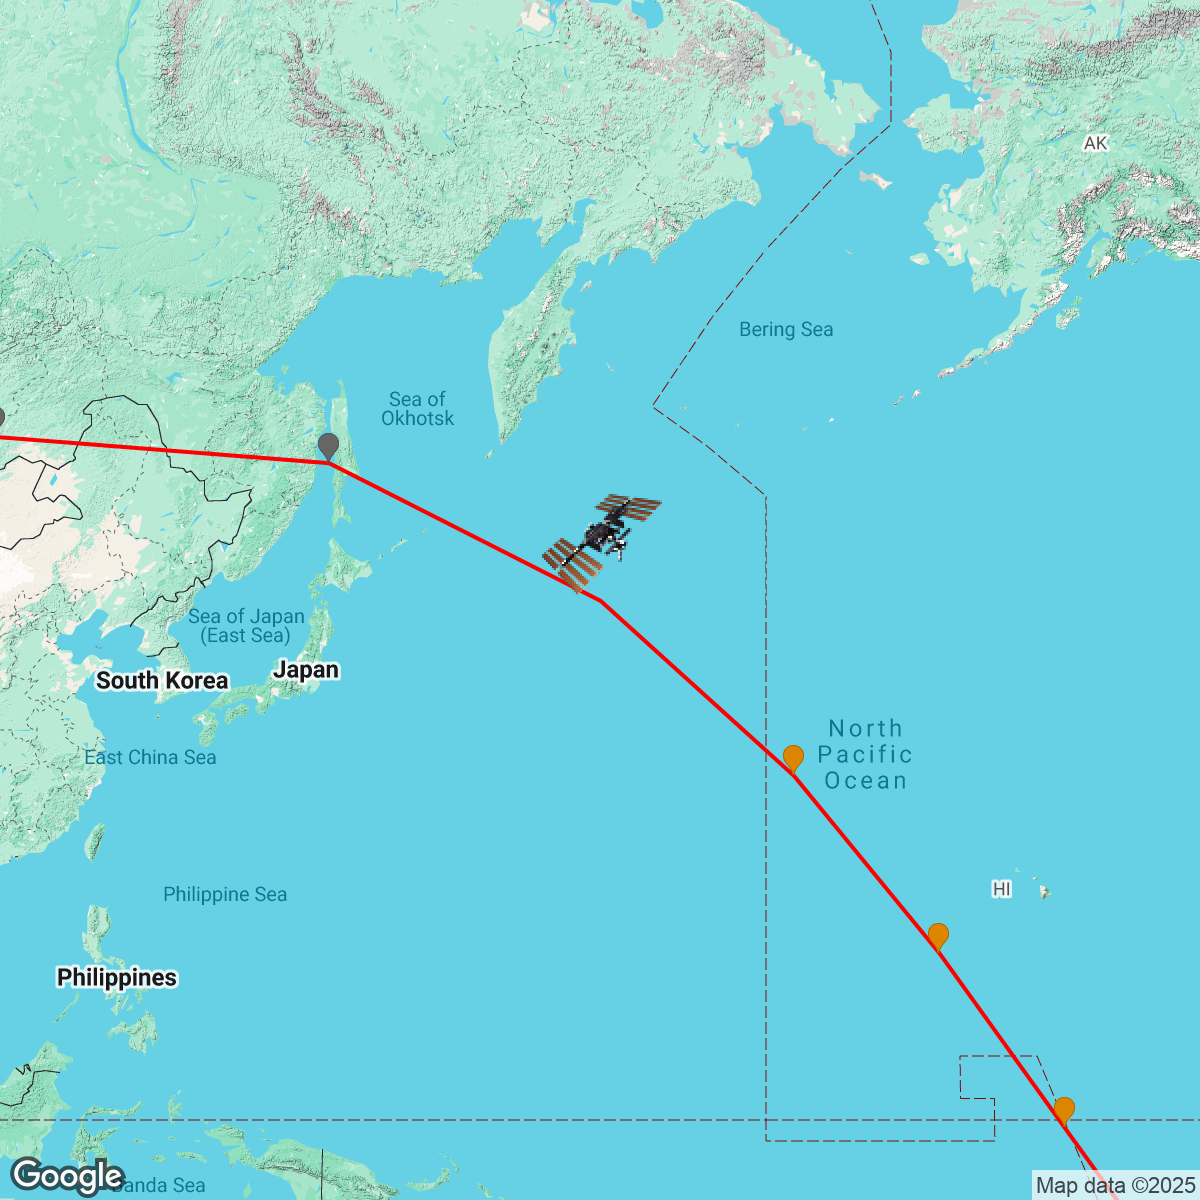 AK
Bering Sea
Sea of
Okhotsk
Sea of Japan
(East Sea)
Japan
South Korea
North
Pacific
Ocean
East China Sea
HI
Philippine Sea
Philippines
Google
Banda Sea
Map data ©2025